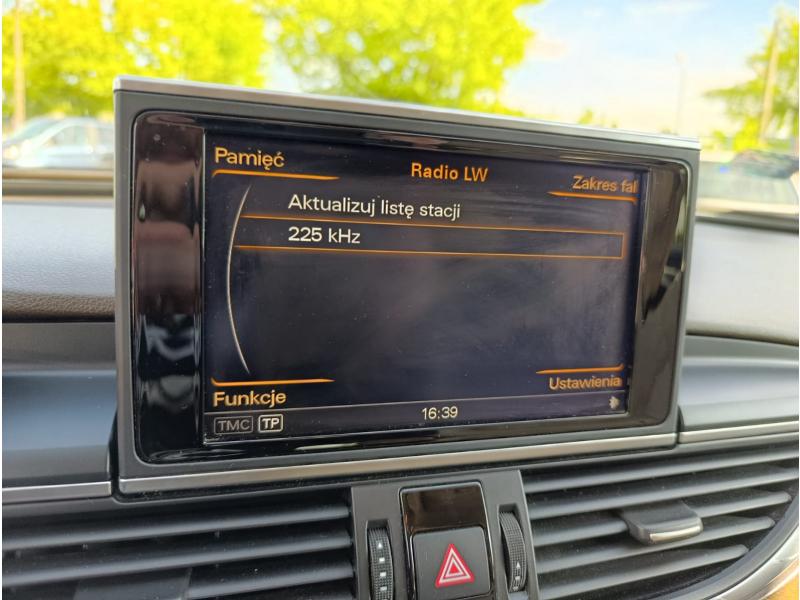 Pamięć
Radio LW
Zakres fal
Aktualizuj listę stacji
225 kHz
Funkcje
Ustawienia
TMC TP
16:39